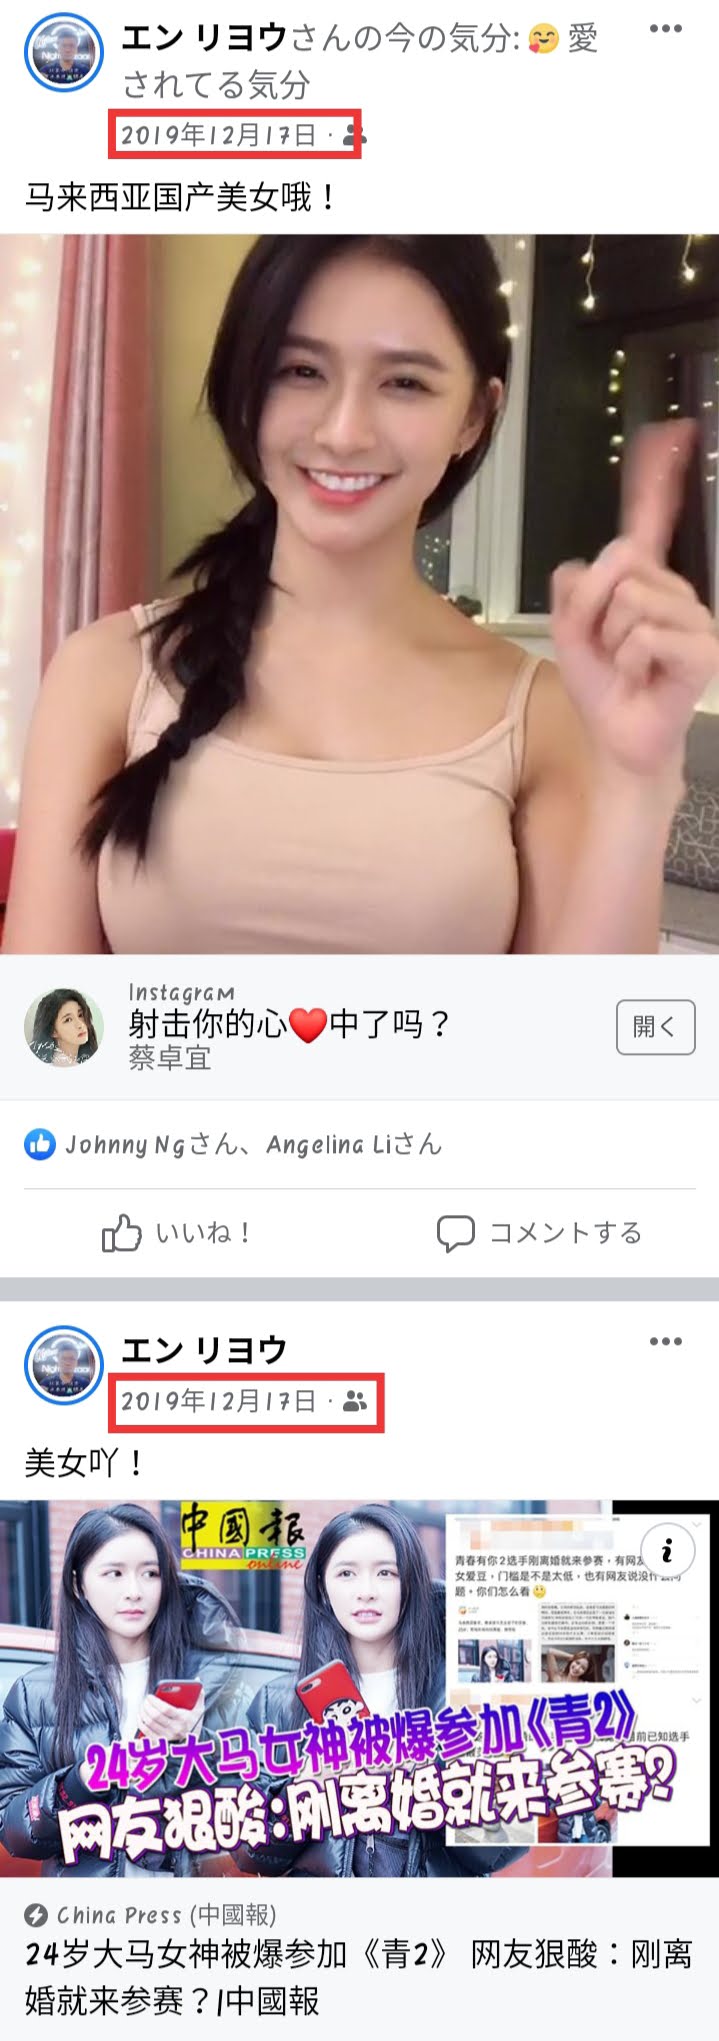 エン リヨウさんの今の気分: 🥰 愛
されてる気分
2019年12月17日 ·
马来西亚国产美女哦！
Instagram
射击你的心❤️中了吗？
蔡卓宜
開く
Johnny Ngさん、Angelina Liさん
いいね！
コメントする
エン リヨウ
2019年12月17日 ·
美女吖！
中國報
CHINA PRESS
online
青春有你2选手刚离婚就来参赛，有网友
女爱豆，门槛是不是太低，也有网友说没什
题。你们怎么看
前已知选手
24岁大马女神被爆参加《青2》
网友狠酸:刚离婚就来参赛?
China Press (中國報)
24岁大马女神被爆参加《青2》 网友狠酸：刚离
婚就来参赛？|中國報